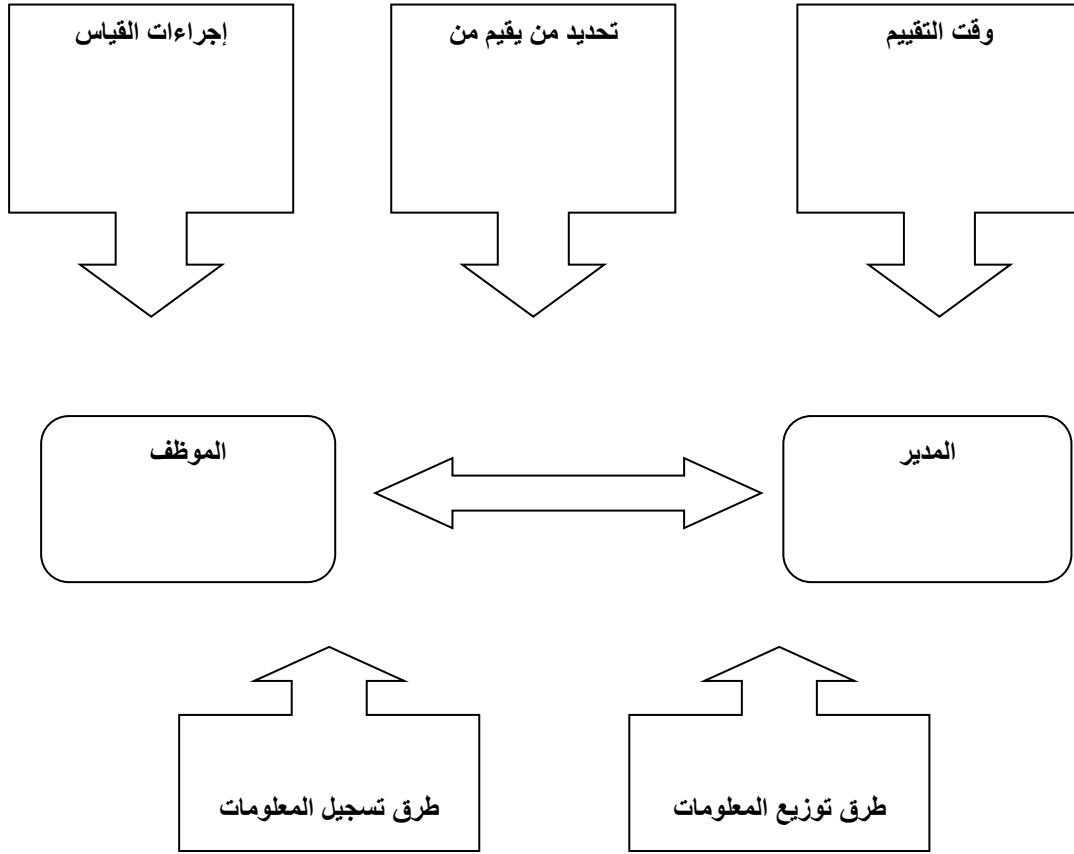 وقت التقييم
تحديد من يقيم من
إجراءات القياس
المدير
الموظف
طرق توزيع المعلومات
طرق تسجيل المعلومات